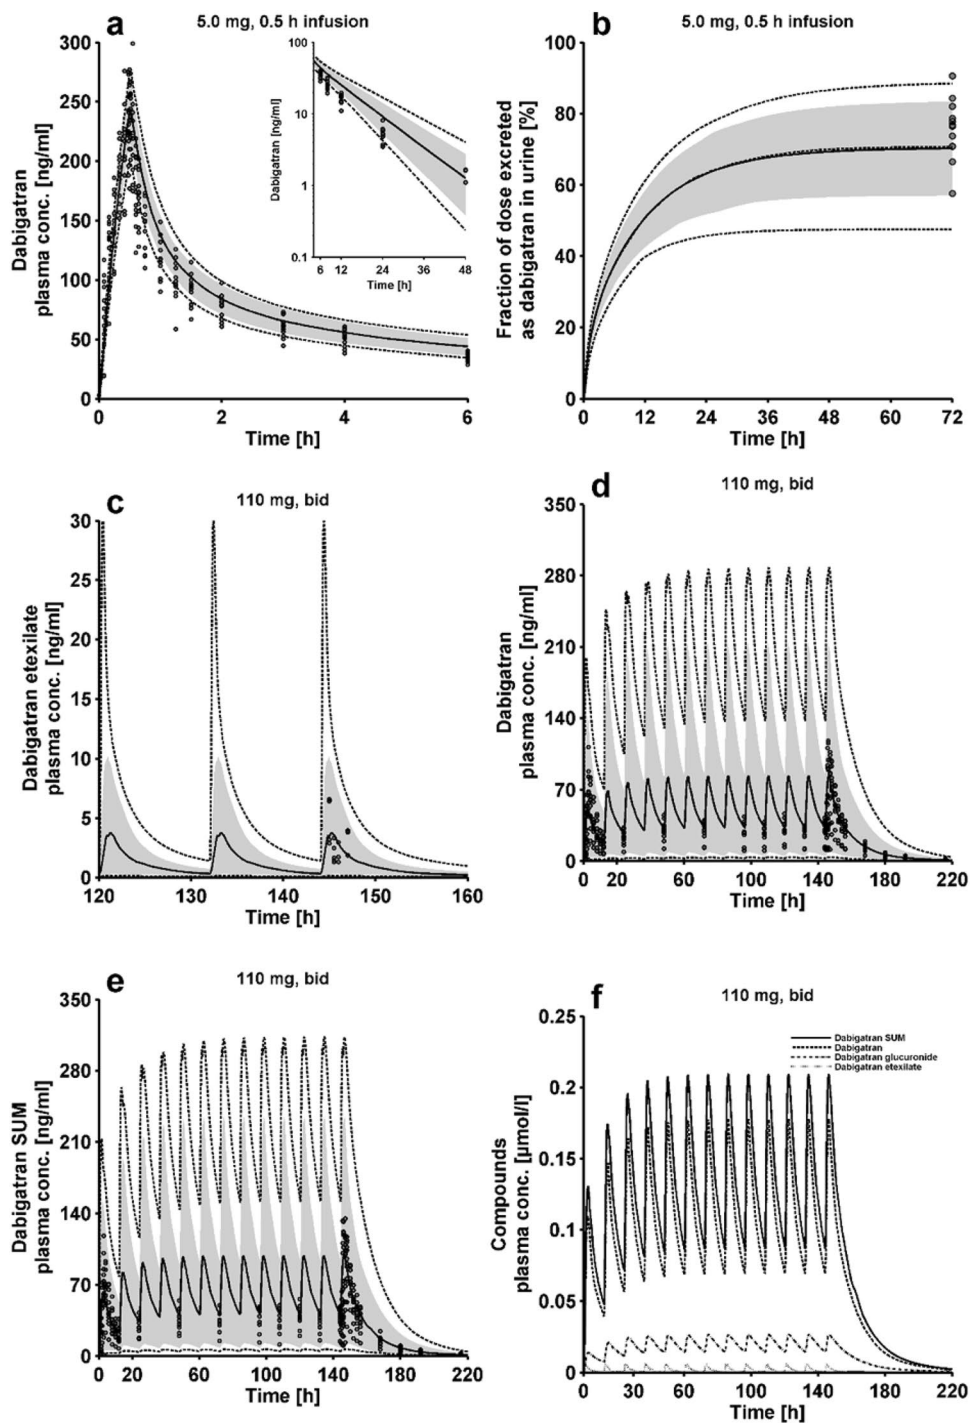 a
5.0 mg, 0.5 h infusion
Dabigatran
plasma conc. [ng/ml]
300
250
200
150
100
50
0
0 2 4 6
Time [h]
Dabigatran [ng/ml]
100
10
1
0.1
6 12 24 36 48
Time [h]
b
5.0 mg, 0.5 h infusion
Fraction of dose excreted
as dabigatran in urine [%]
100
80
60
40
20
0
0 12 24 36 48 60 72
Time [h]
c
110 mg, bid
Dabigatran etexilate
plasma conc. [ng/ml]
30
25
20
15
10
5
0
120 130 140 150 160
Time [h]
d
110 mg, bid
Dabigatran
plasma conc. [ng/ml]
350
280
210
140
70
0
0 20 60 100 140 180 220
Time [h]
e
110 mg, bid
Dabigatran SUM
plasma conc. [ng/ml]
350
280
210
140
70
0
0 20 60 100 140 180 220
Time [h]
f
110 mg, bid
Compounds
plasma conc. [µmol/l]
0.25
0.2
0.15
0.1
0.05
0
Dabigatran SUM
Dabigatran
Dabigatran glucuronide
Dabigatran etexilate
0 30 60 100 140 180 220
Time [h]